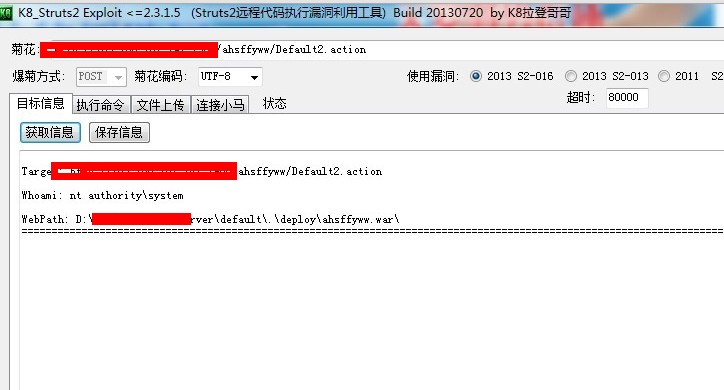 K8 K8_Struts2 Exploit <=2.3.1.5 (Struts2远程代码执行漏洞利用工具) Build 20130720 by K8拉登哥哥
菊花: /ahsffyww/Default2.action
爆菊方式: POST 菊花编码: UTF-8 使用漏洞: 2013 S2-016 2013 S2-013 2011 S2
超时: 80000
目标信息 执行命令 文件上传 连接小马 状态
获取信息 保存信息
Targe ahsffyww/Default2.action
Whoami: nt authority\system
WebPath: D:\ rver\default\.\deploy\ahsffyww.war\